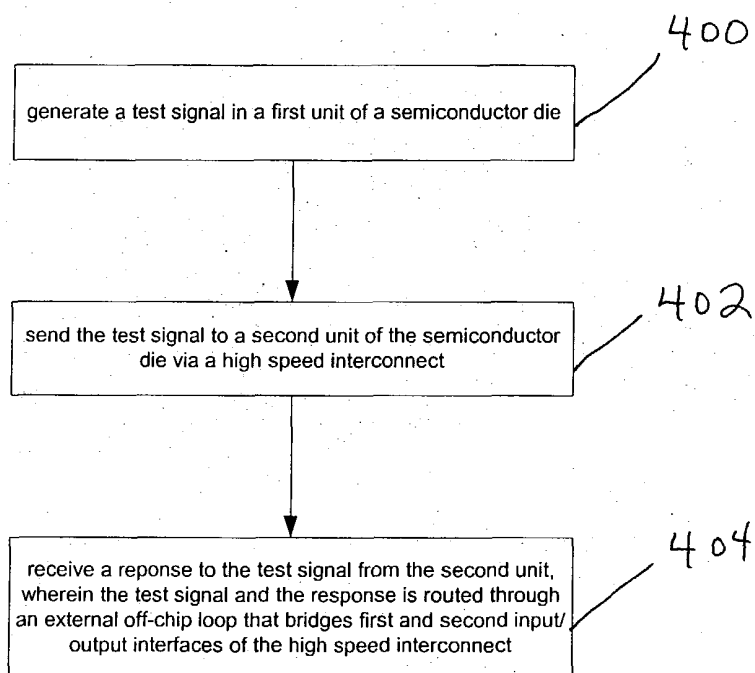 400
generate a test signal in a first unit of a semiconductor die
402
send the test signal to a second unit of the semiconductor
die via a high speed interconnect
404
receive a reponse to the test signal from the second unit,
wherein the test signal and the response is routed through
an external off-chip loop that bridges first and second input/
output interfaces of the high speed interconnect